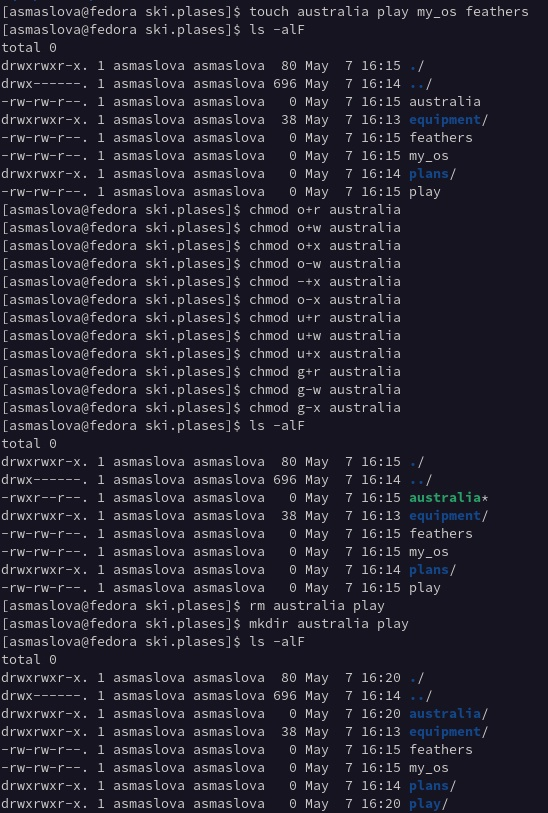 [asmaslova@fedora ski.plases]$ touch australia play my_os feathers
[asmaslova@fedora ski.plases]$ ls -alF
total 0
drwxrwxr-x. 1 asmaslova asmaslova  80 May  7 16:15 ./
drwx------. 1 asmaslova asmaslova 696 May  7 16:14 ../
-rw-rw-r--. 1 asmaslova asmaslova   0 May  7 16:15 australia
drwxrwxr-x. 1 asmaslova asmaslova  38 May  7 16:13 equipment/
-rw-rw-r--. 1 asmaslova asmaslova   0 May  7 16:15 feathers
-rw-rw-r--. 1 asmaslova asmaslova   0 May  7 16:15 my_os
drwxrwxr-x. 1 asmaslova asmaslova   0 May  7 16:14 plans/
-rw-rw-r--. 1 asmaslova asmaslova   0 May  7 16:15 play
[asmaslova@fedora ski.plases]$ chmod o+r australia
[asmaslova@fedora ski.plases]$ chmod o+w australia
[asmaslova@fedora ski.plases]$ chmod o+x australia
[asmaslova@fedora ski.plases]$ chmod o-w australia
[asmaslova@fedora ski.plases]$ chmod -+x australia
[asmaslova@fedora ski.plases]$ chmod o-x australia
[asmaslova@fedora ski.plases]$ chmod u+r australia
[asmaslova@fedora ski.plases]$ chmod u+w australia
[asmaslova@fedora ski.plases]$ chmod u+x australia
[asmaslova@fedora ski.plases]$ chmod g+r australia
[asmaslova@fedora ski.plases]$ chmod g-w australia
[asmaslova@fedora ski.plases]$ chmod g-x australia
[asmaslova@fedora ski.plases]$ ls -alF
total 0
drwxrwxr-x. 1 asmaslova asmaslova  80 May  7 16:15 ./
drwx------. 1 asmaslova asmaslova 696 May  7 16:14 ../
-rwxr--r--. 1 asmaslova asmaslova   0 May  7 16:15 australia*
drwxrwxr-x. 1 asmaslova asmaslova  38 May  7 16:13 equipment/
-rw-rw-r--. 1 asmaslova asmaslova   0 May  7 16:15 feathers
-rw-rw-r--. 1 asmaslova asmaslova   0 May  7 16:15 my_os
drwxrwxr-x. 1 asmaslova asmaslova   0 May  7 16:14 plans/
-rw-rw-r--. 1 asmaslova asmaslova   0 May  7 16:15 play
[asmaslova@fedora ski.plases]$ rm australia play
[asmaslova@fedora ski.plases]$ mkdir australia play
[asmaslova@fedora ski.plases]$ ls -alF
total 0
drwxrwxr-x. 1 asmaslova asmaslova  80 May  7 16:20 ./
drwx------. 1 asmaslova asmaslova 696 May  7 16:14 ../
drwxrwxr-x. 1 asmaslova asmaslova   0 May  7 16:20 australia/
drwxrwxr-x. 1 asmaslova asmaslova  38 May  7 16:13 equipment/
-rw-rw-r--. 1 asmaslova asmaslova   0 May  7 16:15 feathers
-rw-rw-r--. 1 asmaslova asmaslova   0 May  7 16:15 my_os
drwxrwxr-x. 1 asmaslova asmaslova   0 May  7 16:14 plans/
drwxrwxr-x. 1 asmaslova asmaslova   0 May  7 16:20 play/